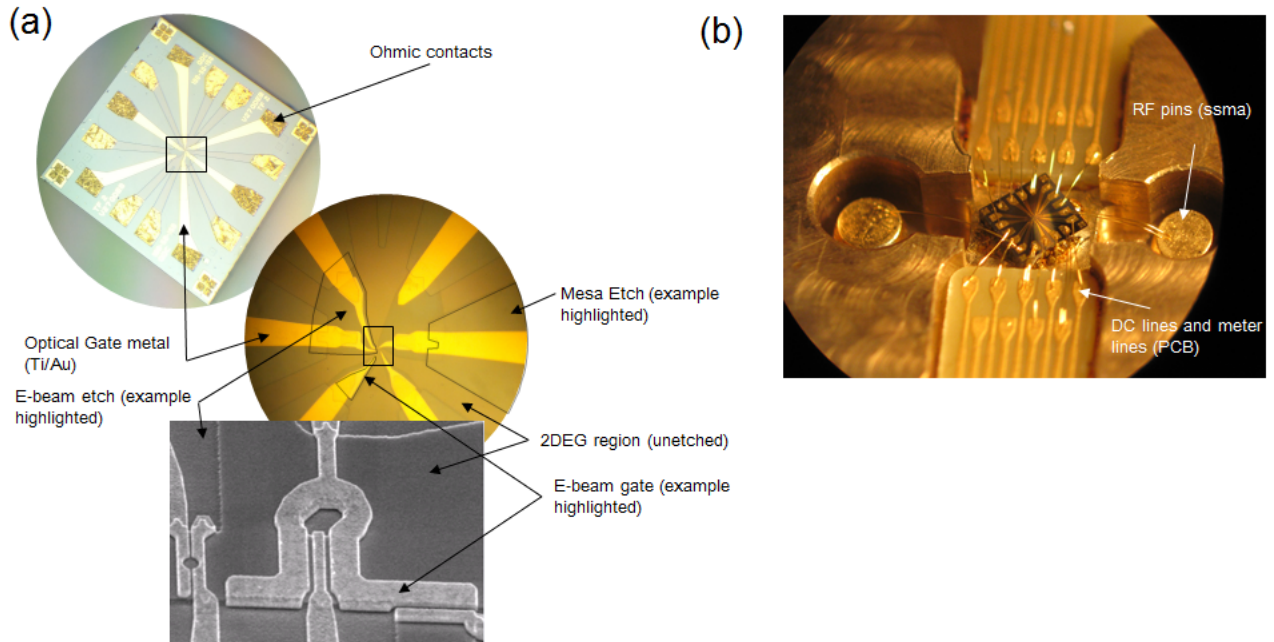 (a)
(b)
Ohmic contacts
RF pins (ssma)
Mesa Etch (example
highlighted)
DC lines and meter
lines (PCB)
Optical Gate metal
(Ti/Au)
E-beam etch (example
highlighted)
2DEG region (unetched)
E-beam gate (example
highlighted)